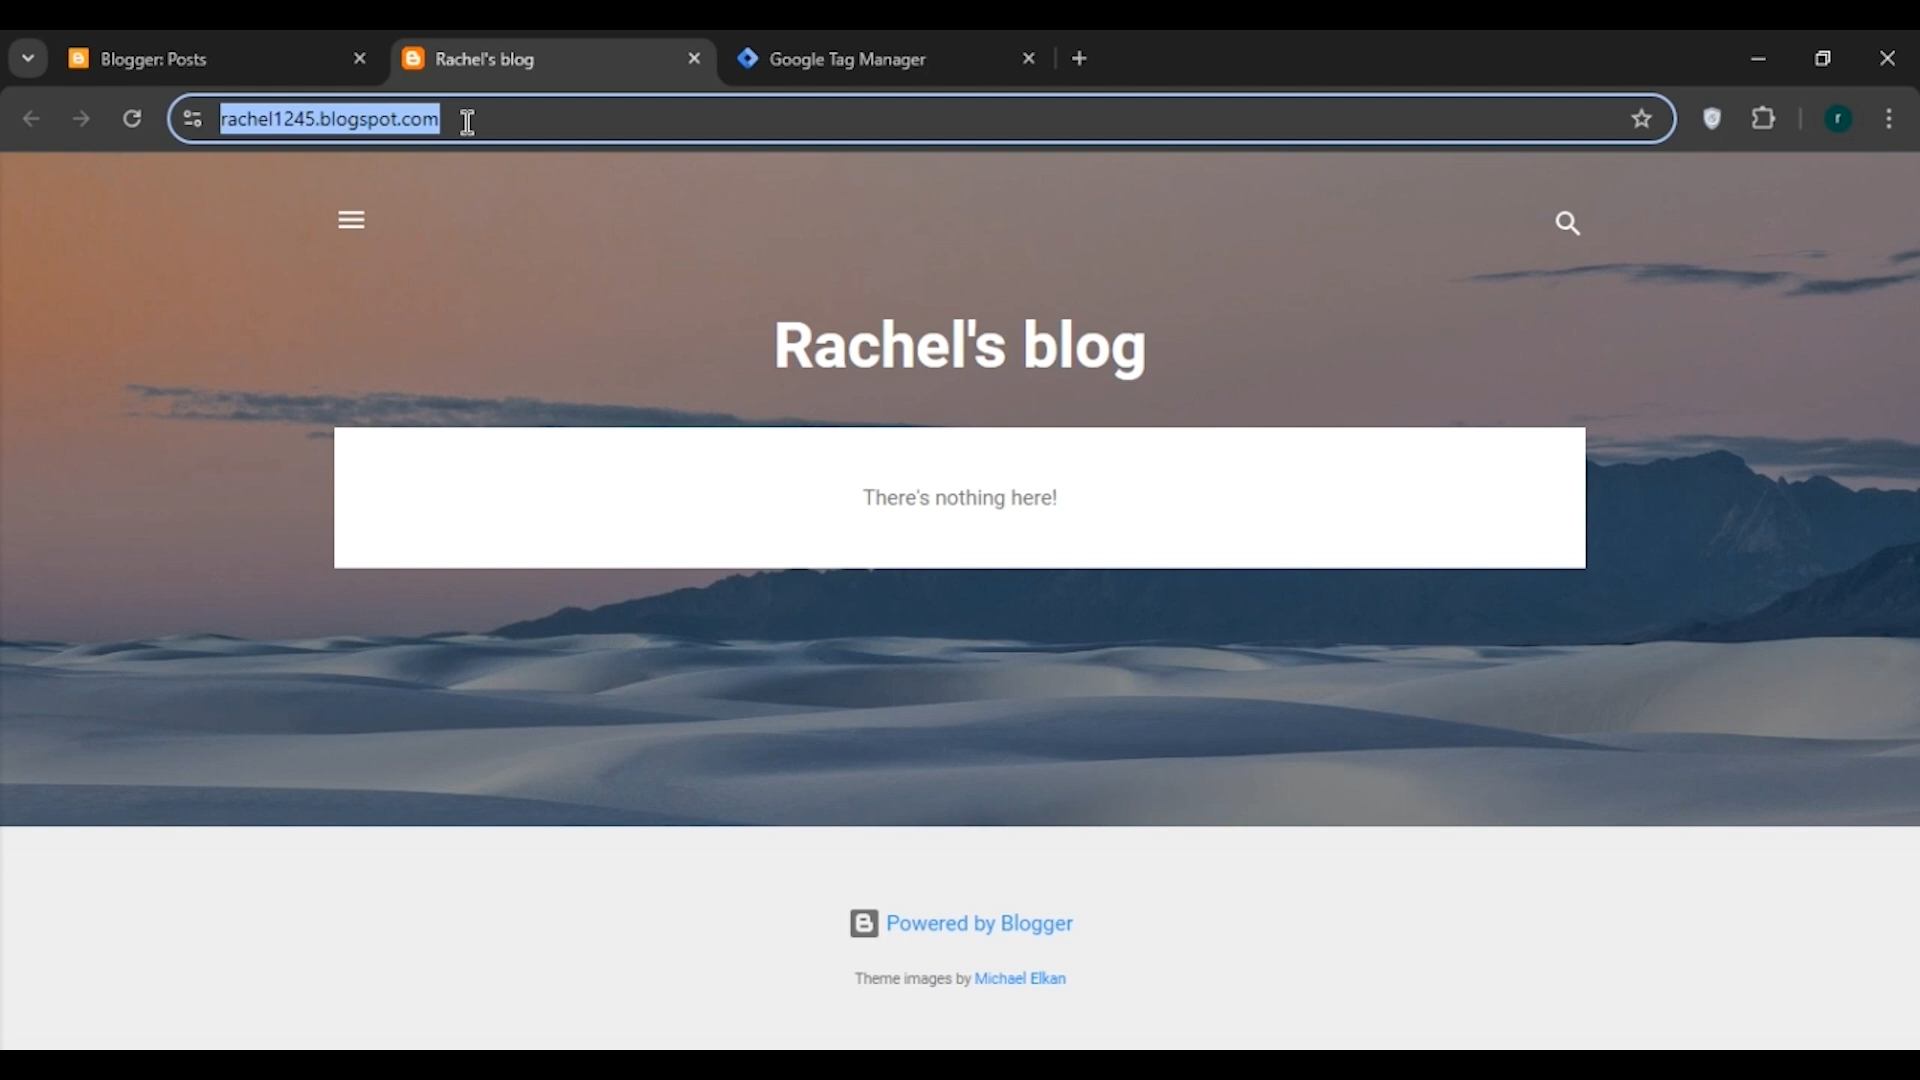 Blogger: Posts
Rachel's blog
Google Tag Manager
rachel1245.blogspot.com
r
Rachel's blog
There's nothing here!
Powered by Blogger
Theme images by Michael Elkan